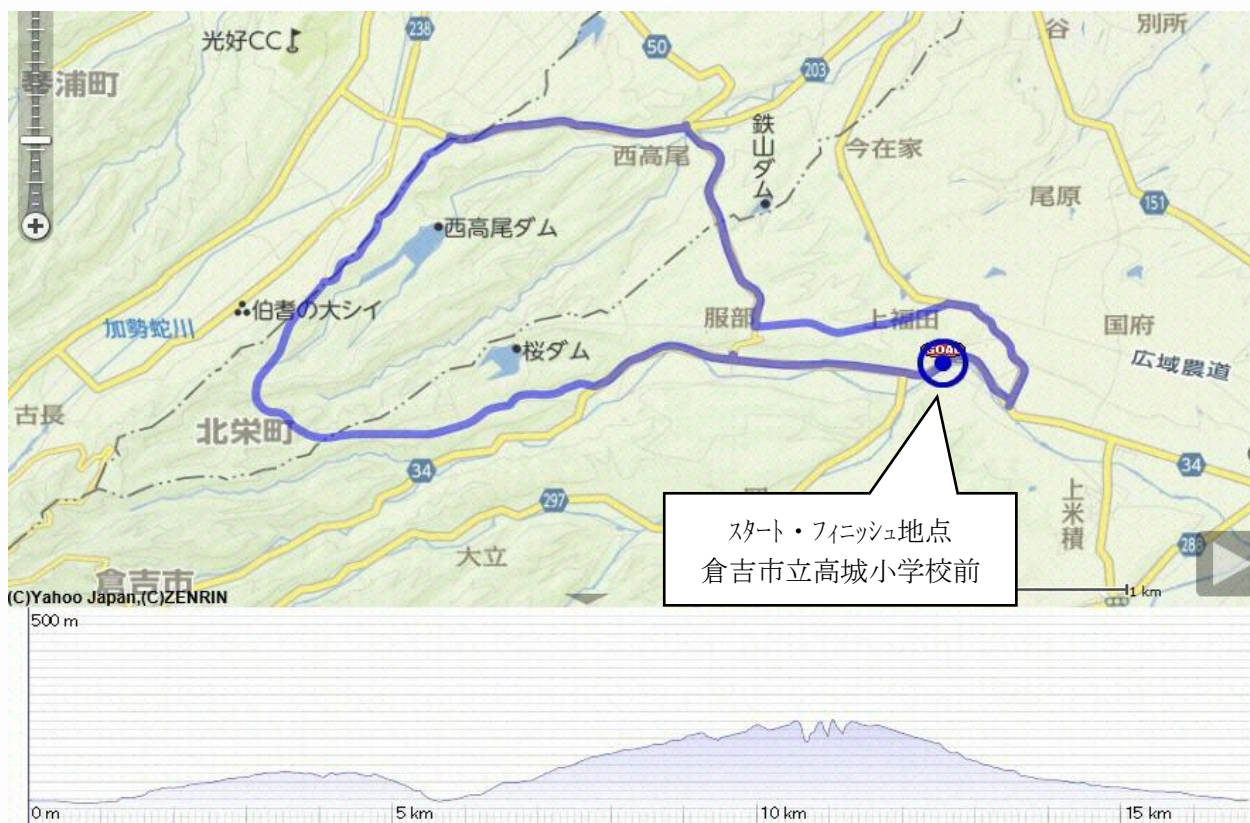 光好CC
238
50
203
谷
別所
琴浦町
鉄山ダム
今在家
西高尾
尾原
151
西高尾ダム
伯耆の大シイ
加勢蛇川
服部
上福田
国府
桜ダム
GOAL
広域農道
古長
北栄町
34
34
297
上米積
大立
288
倉吉市
スタート・フィニッシュ地点
倉吉市立高城小学校前
1 km
(C)Yahoo Japan,(C)ZENRIN
500 m
0 m
5 km
10 km
15 km